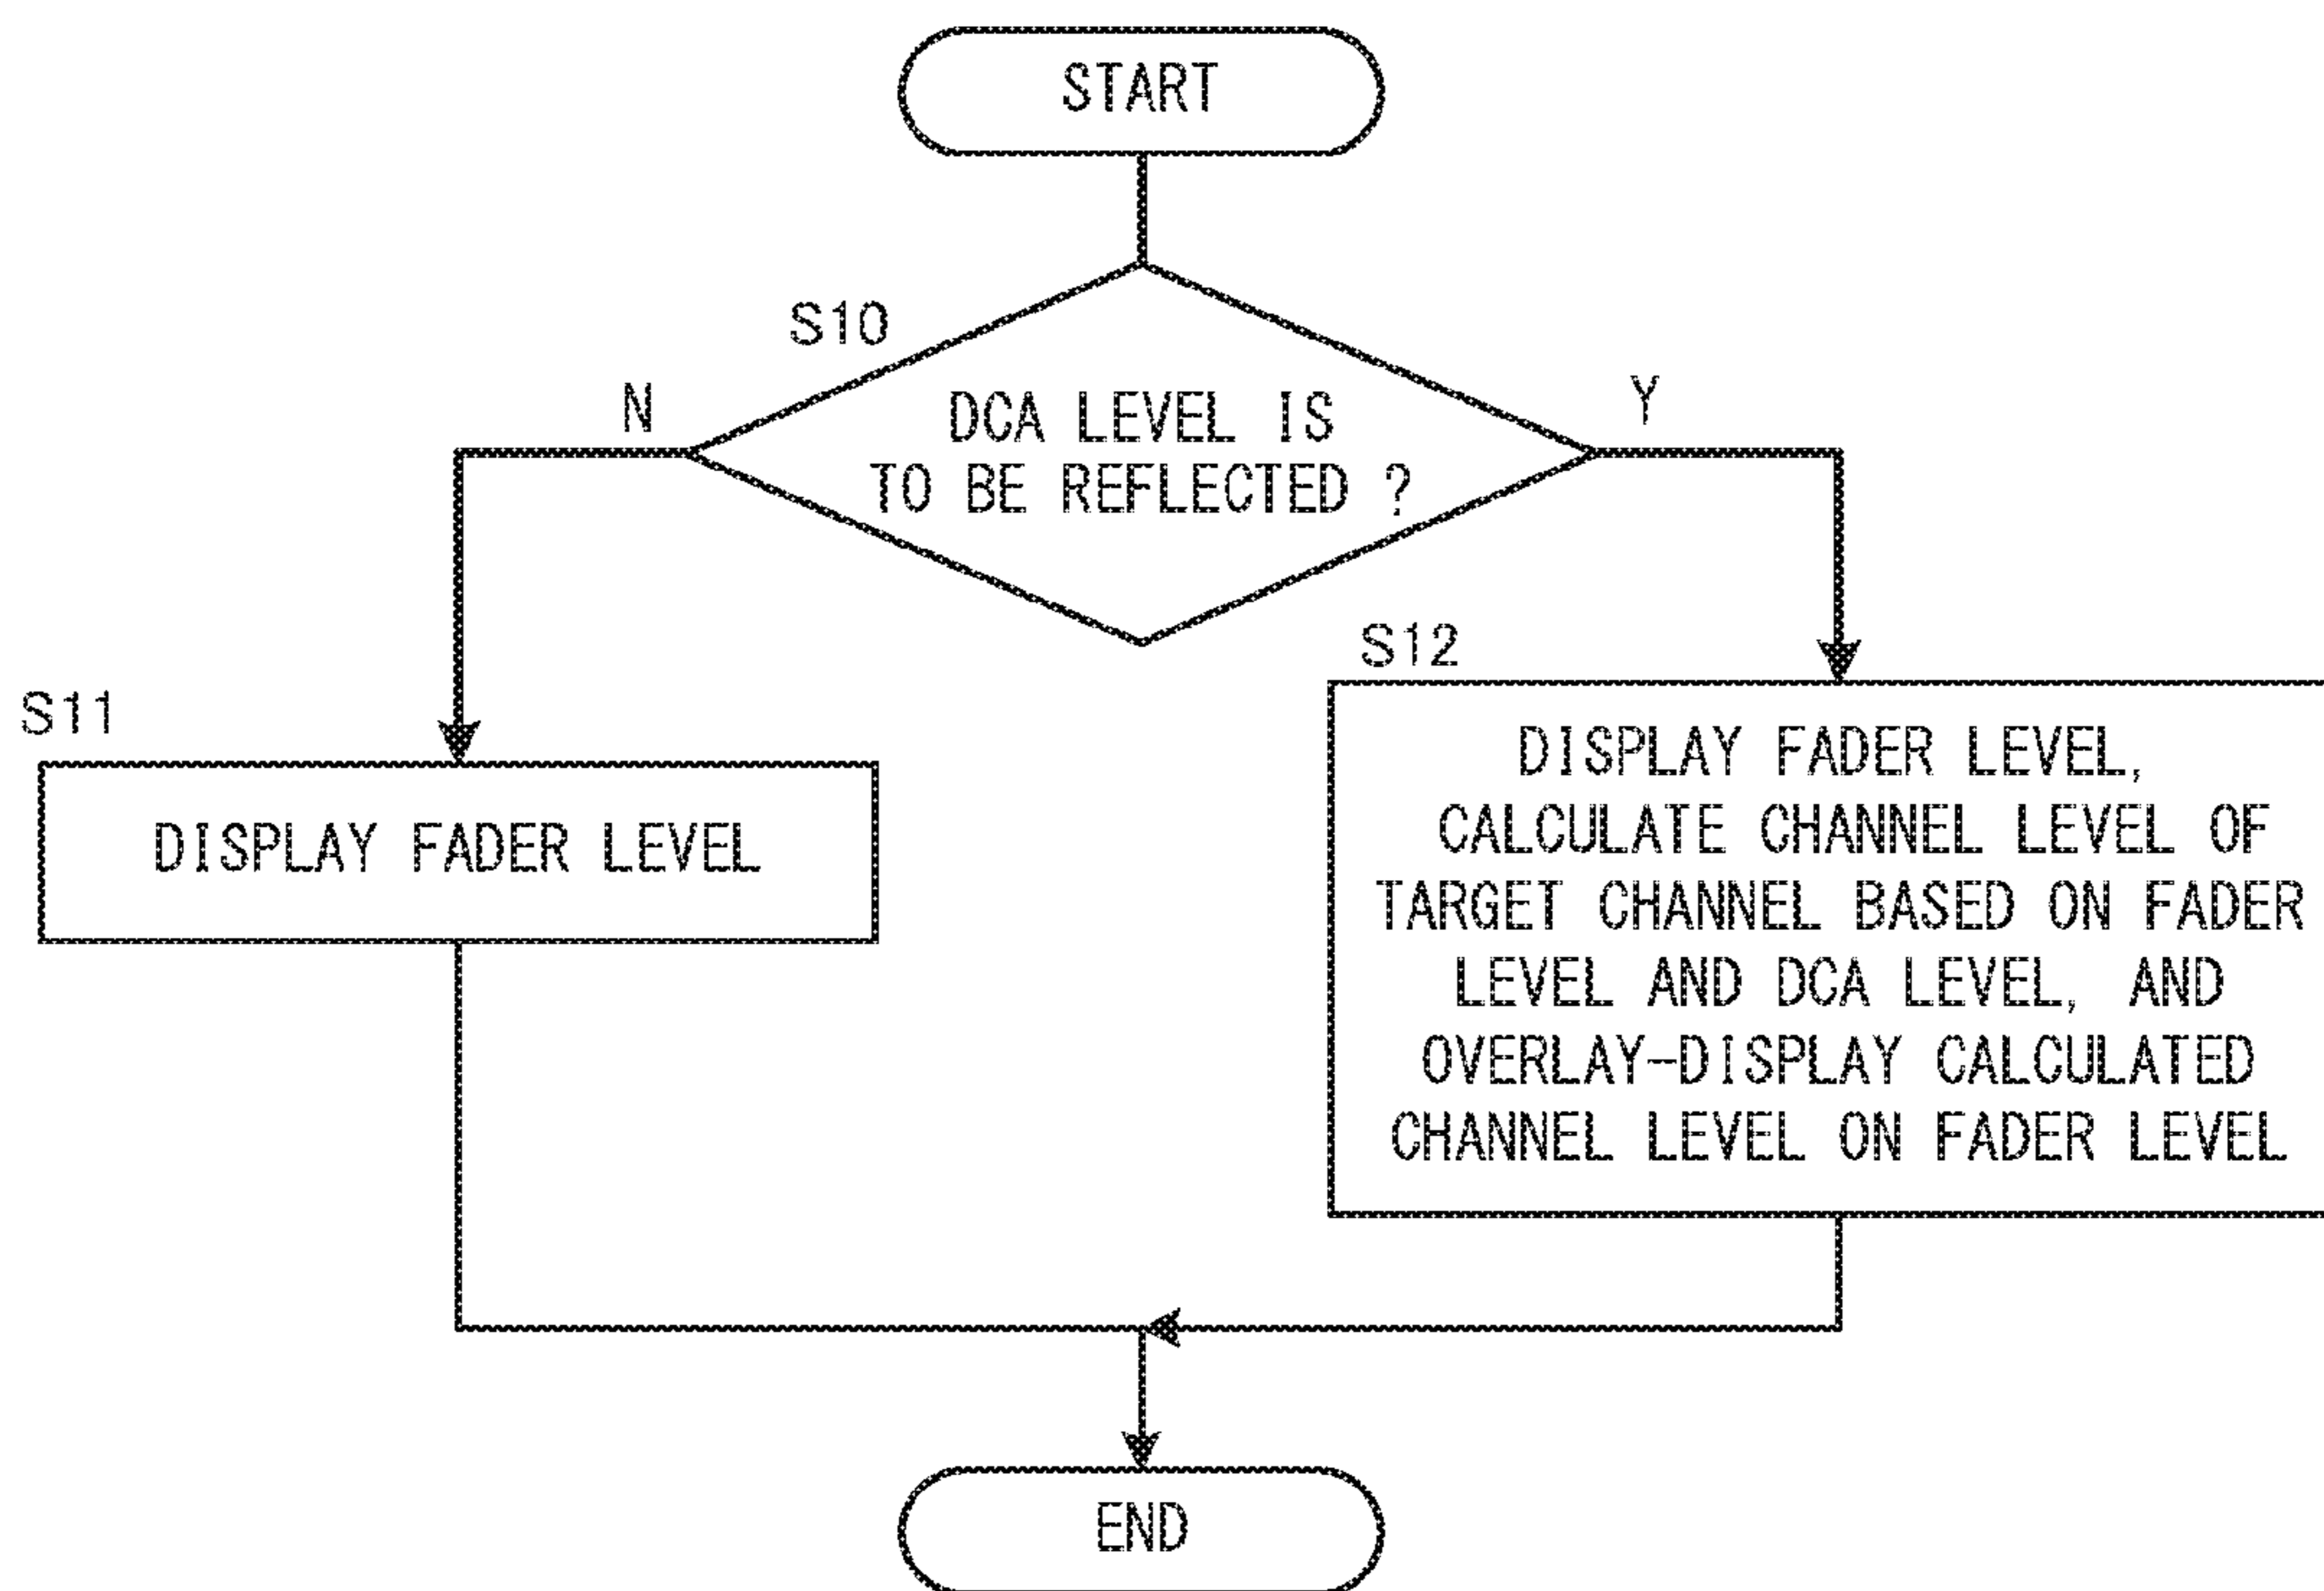 START
S10
N
Y
DCA LEVEL IS
TO BE REFLECTED ?
S12
S11
DISPLAY FADER LEVEL
DISPLAY FADER LEVEL,
CALCULATE CHANNEL LEVEL OF
TARGET CHANNEL BASED ON FADER
LEVEL AND DCA LEVEL, AND
OVERLAY-DISPLAY CALCULATED
CHANNEL LEVEL ON FADER LEVEL
END